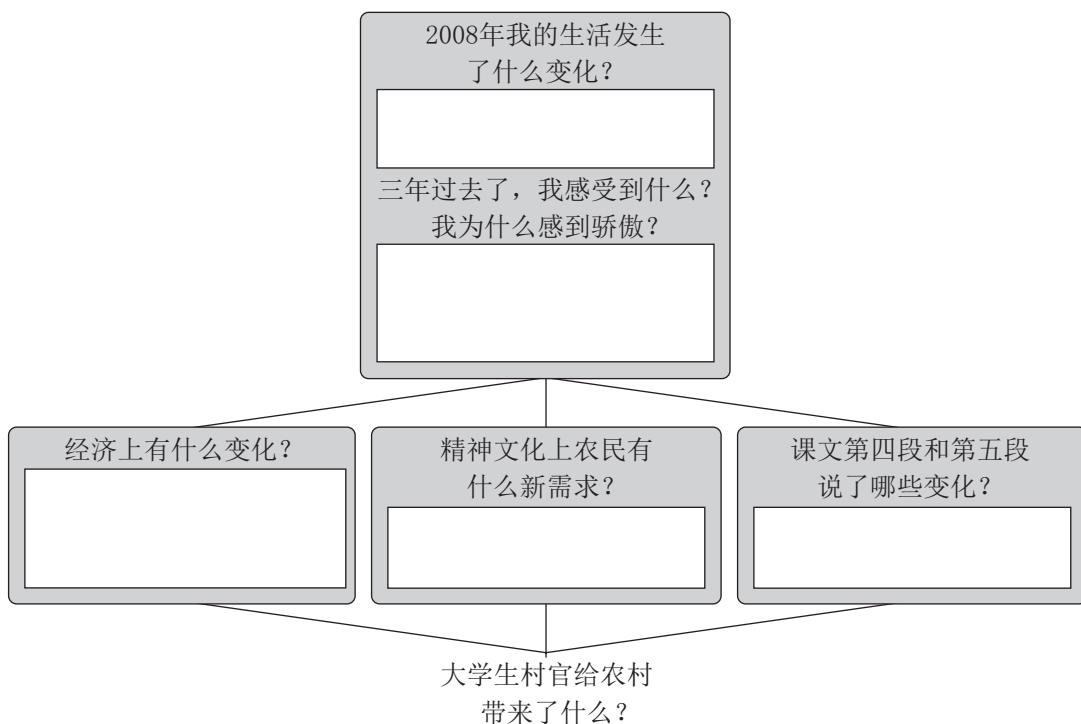 2008年我的生活发生
了什么变化？
三年过去了，我感受到什么？
我为什么感到骄傲？
经济上有什么变化？
精神文化上农民有
什么新需求？
课文第四段和第五段
说了哪些变化？
大学生村官给农村
带来了什么？